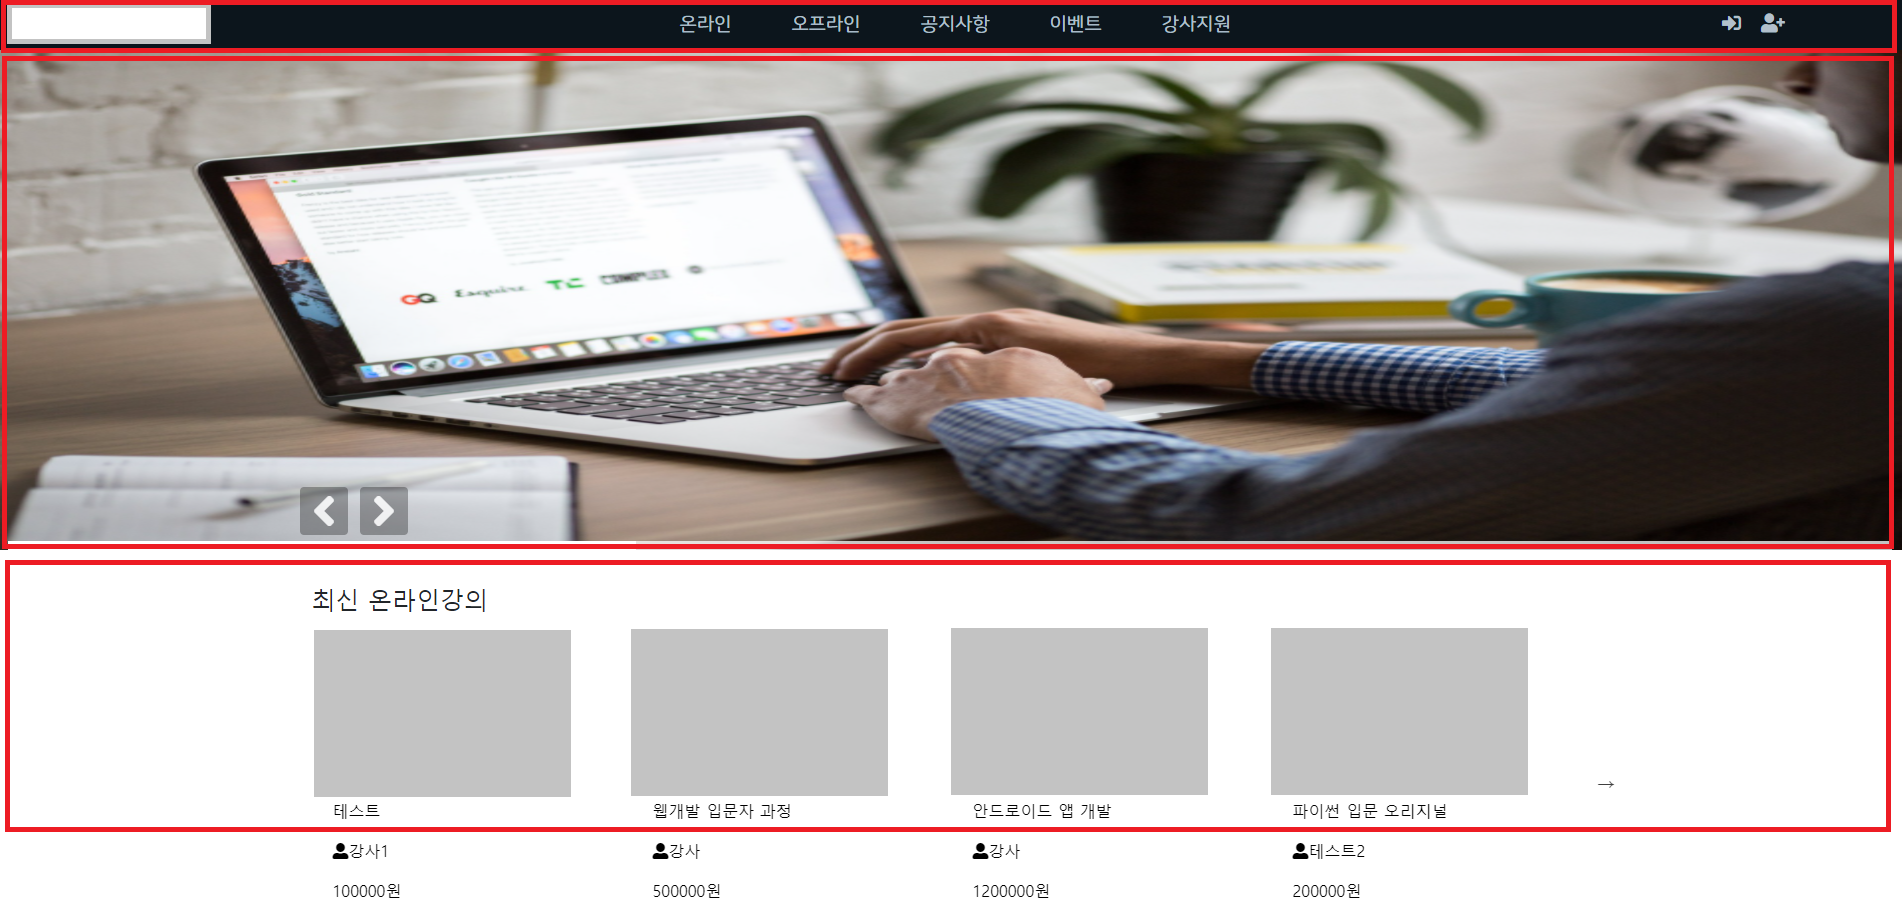 온라인 오프라인 공지사항 이벤트 강사지원
GQ Esquire TC COMPLEX
최신 온라인강의
테스트 웹개발 입문자 과정 안드로이드 앱 개발 파이썬 입문 오리지널 →
강사1 강사 강사 테스트2
100000원 500000원 1200000원 200000원